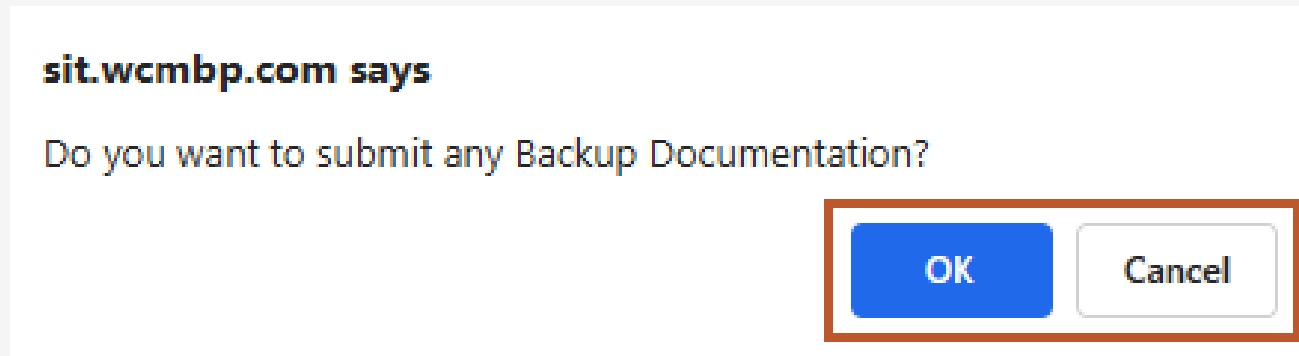 sit.wcmbp.com says
Do you want to submit any Backup Documentation?
OK Cancel